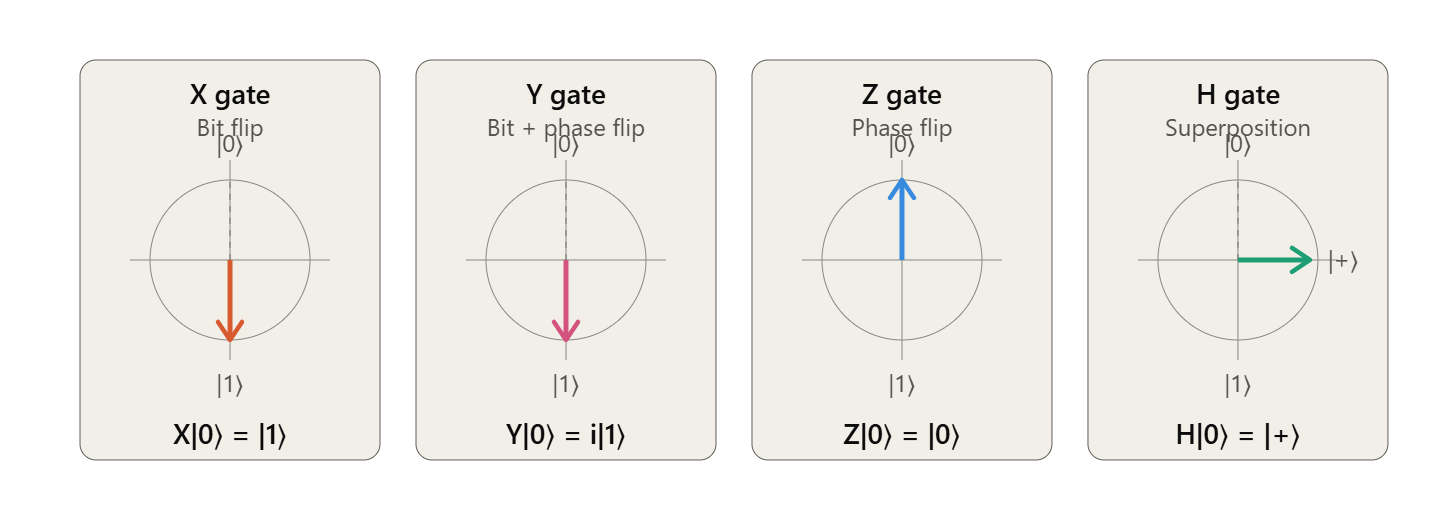 X gate
Bit flip
|0⟩
|1⟩
X|0⟩ = |1⟩
Y gate
Bit + phase flip
|0⟩
|1⟩
Y|0⟩ = i|1⟩
Z gate
Phase flip
|0⟩
|1⟩
Z|0⟩ = |0⟩
H gate
Superposition
|0⟩
|+⟩
|1⟩
H|0⟩ = |+⟩